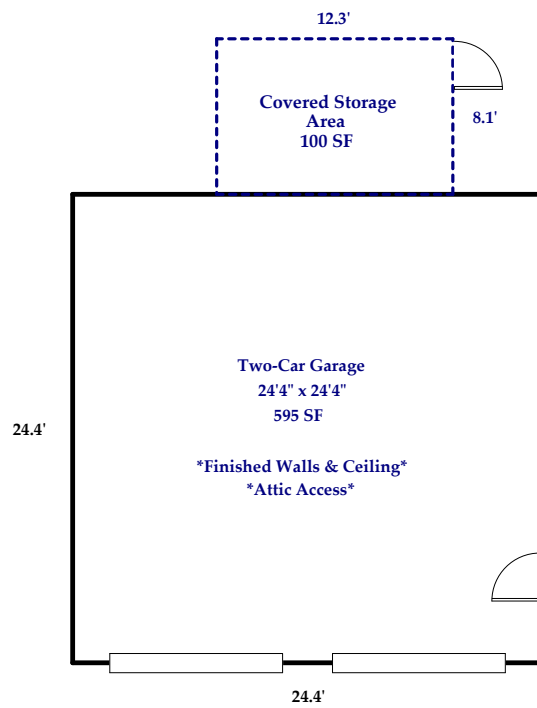 12.3'
Covered Storage
Area
100 SF
8.1'
Two-Car Garage
24'4" x 24'4"
595 SF
24.4'
*Finished Walls & Ceiling*
*Attic Access*
24.4'